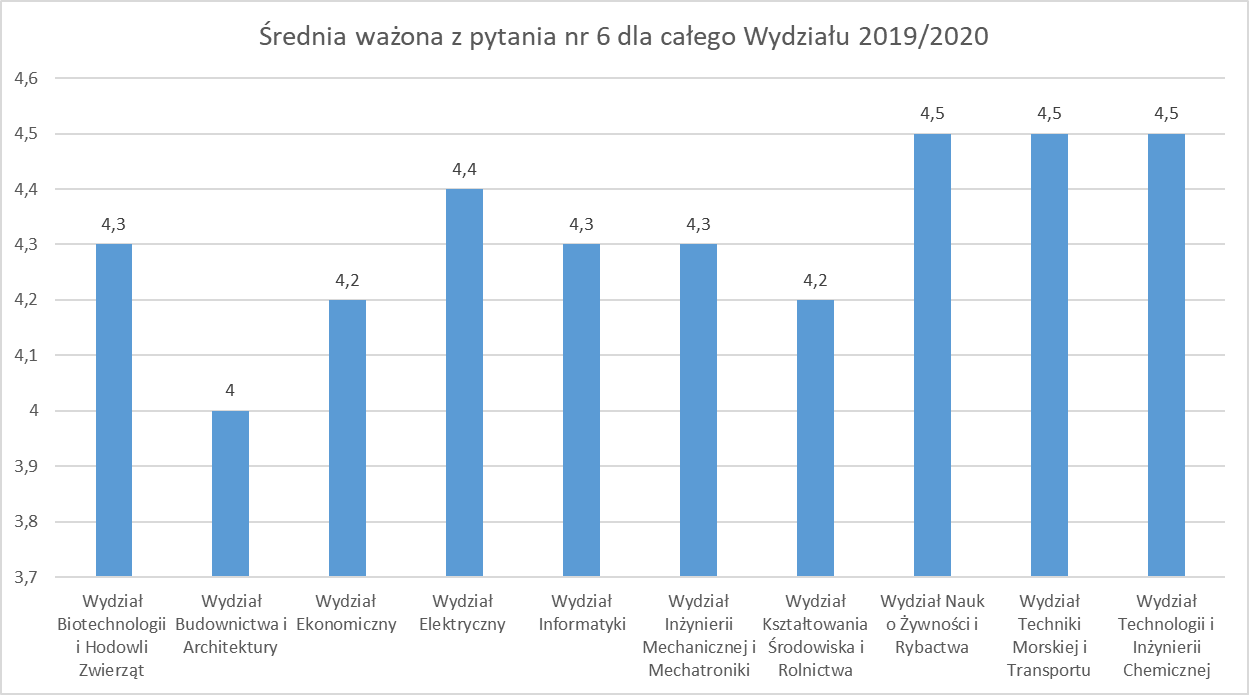 Średnia ważona z pytania nr 6 dla całego Wydziału 2019/2020
4,6
4,5
4,4
4,3
4,2
4,1
4
3,9
3,8
3,7
4,3
4
4,2
4,4
4,3
4,3
4,2
4,5
4,5
4,5
Wydział
Biotechnologii
i Hodowli
Zwierząt
Wydział
Budownictwa i
Architektury
Wydział
Ekonomiczny
Wydział
Elektryczny
Wydział
Informatyki
Wydział
Inżynierii
Mechanicznej i
Mechatroniki
Wydział
Kształtowania
Środowiska i
Rolnictwa
Wydział Nauk
o Żywności i
Rybactwa
Wydział
Techniki
Morskiej i
Transportu
Wydział
Technologii i
Inżynierii
Chemicznej